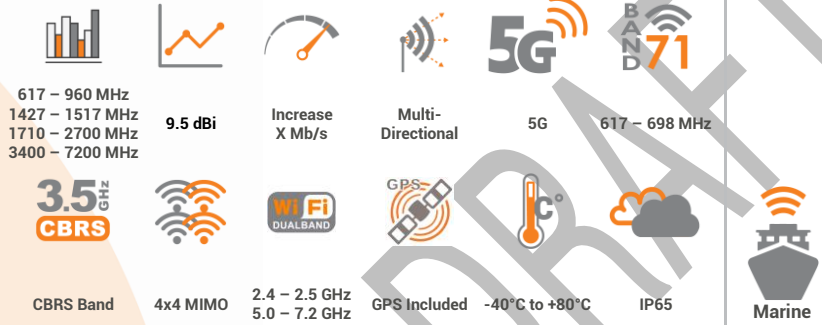 5G
BAND
71
617 – 960 MHz
1427 – 1517 MHz
1710 – 2700 MHz
3400 – 7200 MHz
9.5 dBi
Increase
X Mb/s
Multi-
Directional
5G
617 – 698 MHz
3.5 GHz
CBRS
Wi Fi
DUALBAND
GPS
C°
CBRS Band
4x4 MIMO
2.4 – 2.5 GHz
5.0 – 7.2 GHz
GPS Included
-40°C to +80°C
IP65
Marine
DRAFT